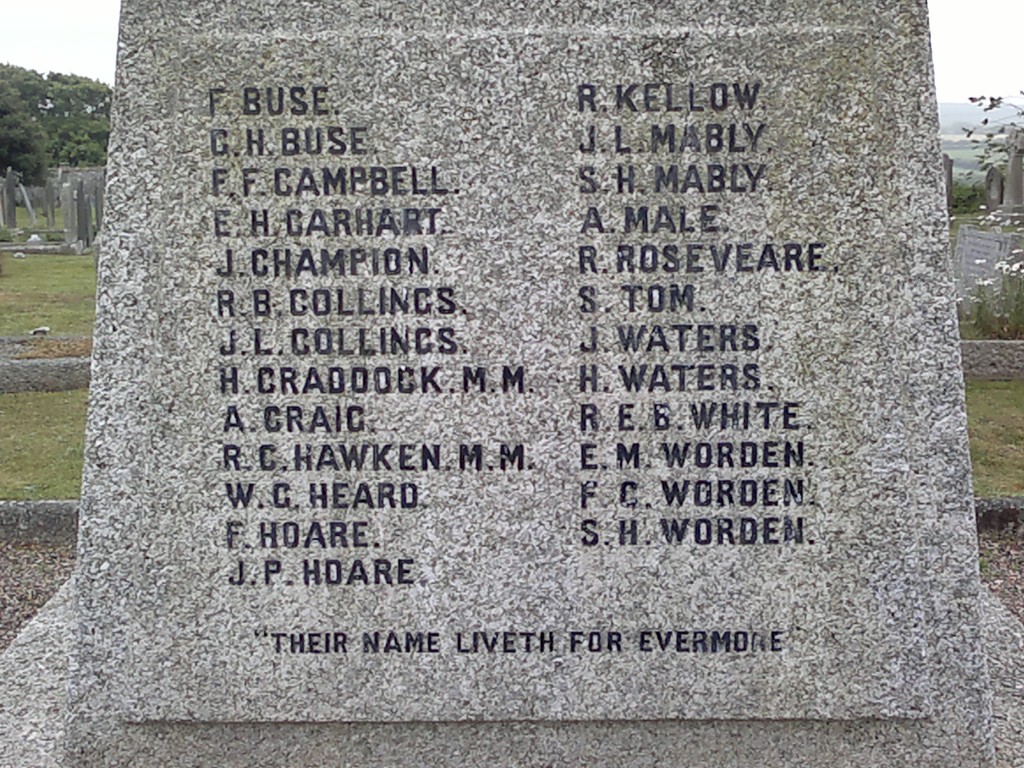 F. BUSE.
C. H. BUSE.
F. F. CAMPBELL.
E. H. CARHART.
J. CHAMPION.
R. B. COLLINGS.
J. L. COLLINGS.
H. CRADDOCK. M.M.
A. CRAIG.
R. C. HAWKEN. M.M.
W. G. HEARD.
F. HOARE.
J. P. HOARE.
R. KELLOW.
J. L. MABLY.
S. H. MABLY.
A. MALE.
R. ROSEVEARE.
S. TOM.
J. WATERS.
H. WATERS.
R. E. B. WHITE.
E. M. WORDEN.
F. C. WORDEN.
S. H. WORDEN.
"THEIR NAME LIVETH FOR EVERMORE"